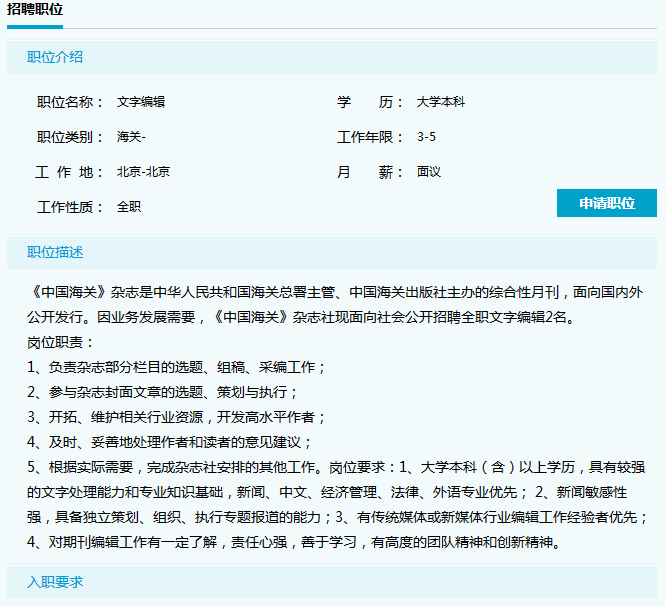 招聘职位
职位介绍
职位名称： 文字编辑 学 历： 大学本科
职位类别： 海关- 工作年限： 3-5
工 作 地： 北京-北京 月 薪： 面议
工作性质： 全职
申请职位
职位描述
《中国海关》杂志是中华人民共和国海关总署主管、中国海关出版社主办的综合性月刊，面向国内外
公开发行。因业务发展需要，《中国海关》杂志社现面向社会公开招聘全职文字编辑2名。
岗位职责：
1、负责杂志部分栏目的选题、组稿、采编工作；
2、参与杂志封面文章的选题、策划与执行；
3、开拓、维护相关行业资源，开发高水平作者；
4、及时、妥善地处理作者和读者的意见建议；
5、根据实际需要，完成杂志社安排的其他工作。岗位要求：1、大学本科（含）以上学历，具有较强
的文字处理能力和专业知识基础，新闻、中文、经济管理、法律、外语专业优先； 2、新闻敏感性
强，具备独立策划、组织、执行专题报道的能力；3、有传统媒体或新媒体行业编辑工作经验者优先；
4、对期刊编辑工作有一定了解，责任心强，善于学习，有高度的团队精神和创新精神。
入职要求